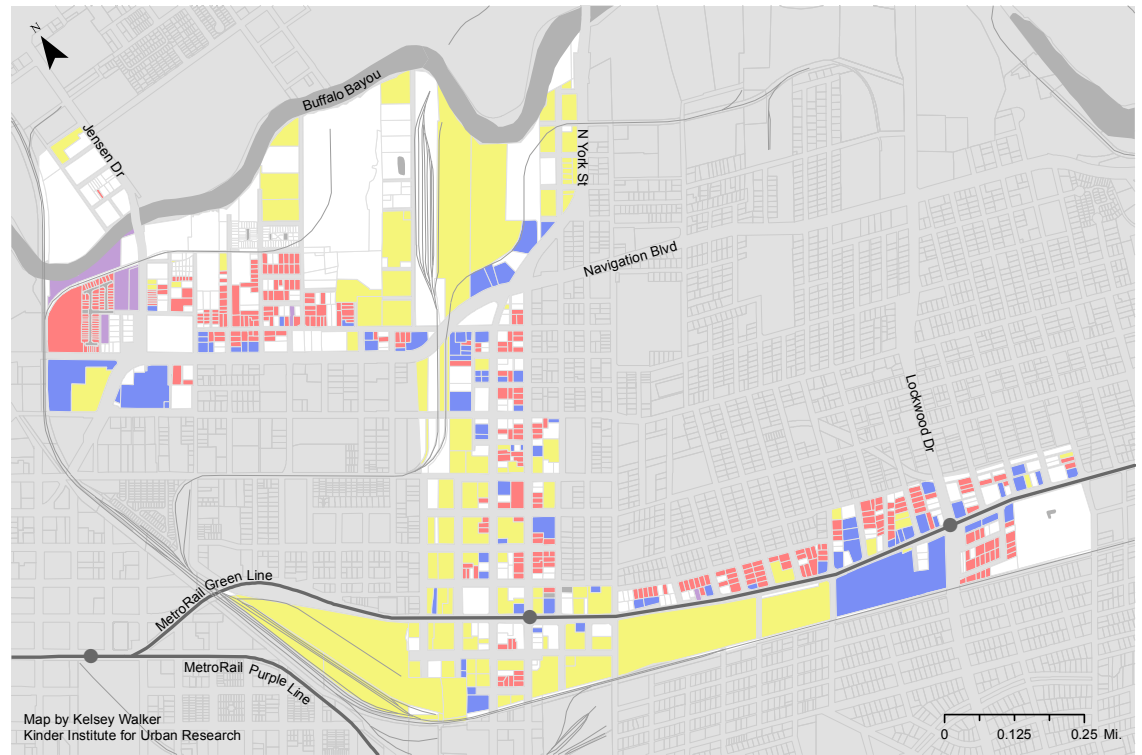 N
Buffalo Bayou
Jensen Dr
N York St
Navigation Blvd
Lockwood Dr
MetroRail Green Line
MetroRail Purple Line
Map by Kelsey Walker
Kinder Institute for Urban Research
0 0.125 0.25 Mi.